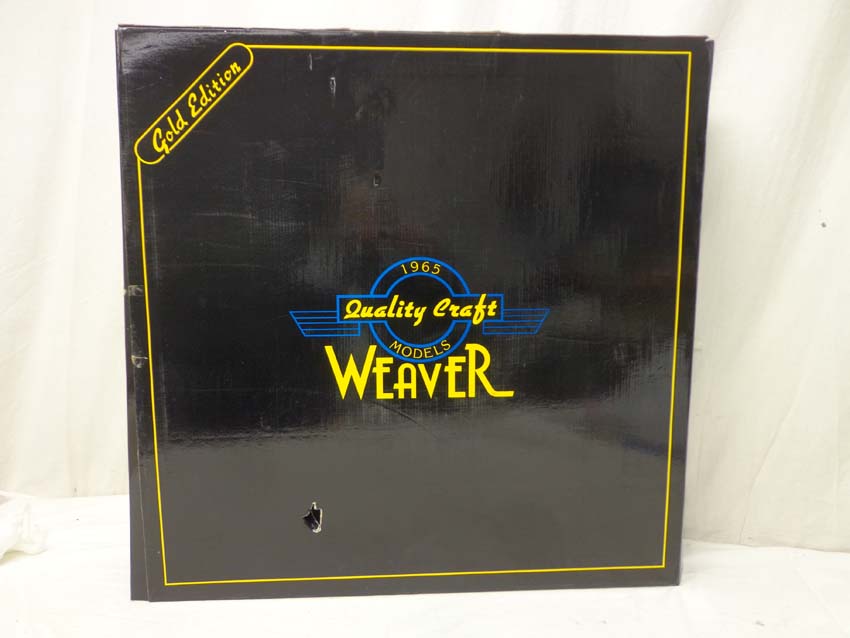 Gold Edition
1965
Quality Craft
MODELS
WEAVER